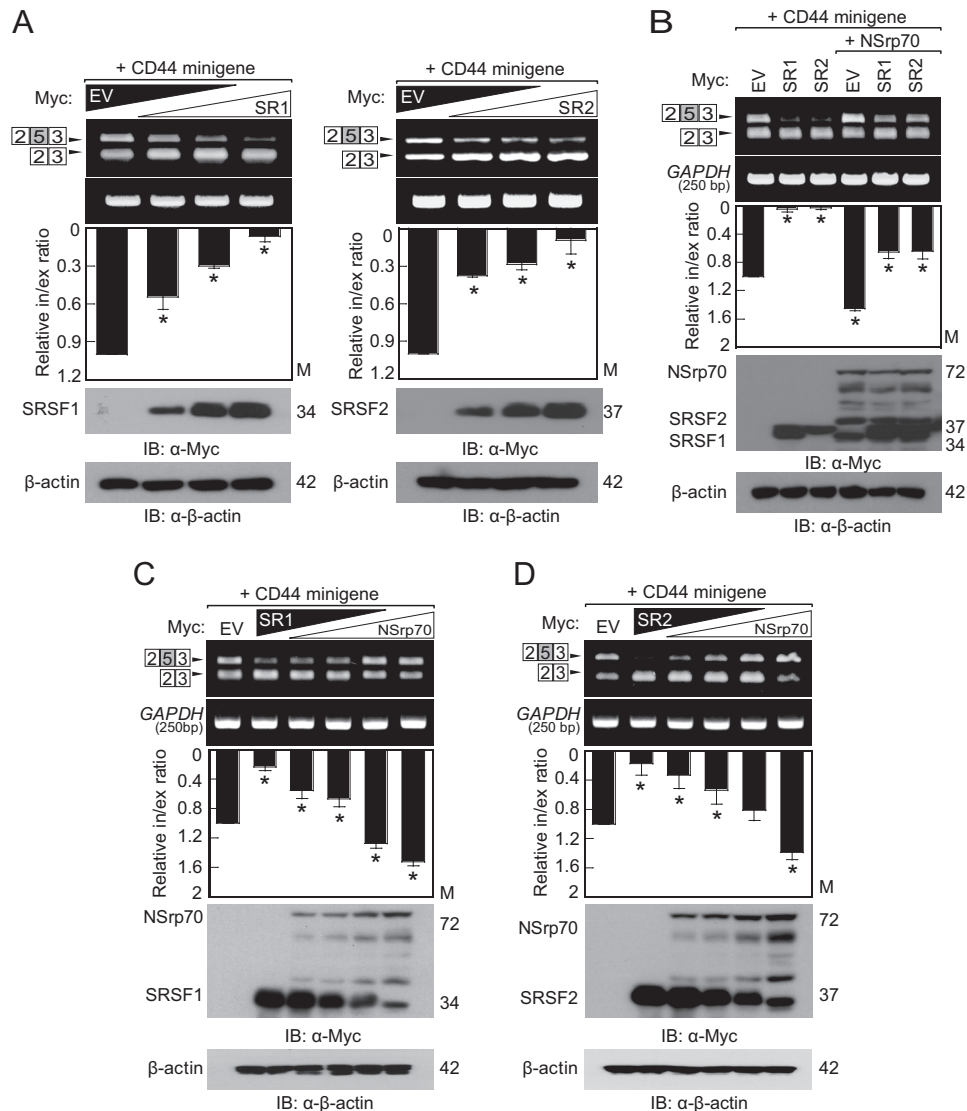 A
+ CD44 minigene
Myc:
EV
SR1
2 5 3
2 3
0
0.3
0.6
0.9
1.2
Relative in/ex ratio
* * *
M
SRSF1
34
IB: α-Myc
β-actin
42
IB: α-β-actin
+ CD44 minigene
Myc:
EV
SR2
2 5 3
2 3
0
0.3
0.6
0.9
1.2
Relative in/ex ratio
* * *
M
SRSF2
37
IB: α-Myc
β-actin
42
IB: α-β-actin
B
+ CD44 minigene
+ NSrp70
Myc:
EV SR1 SR2 EV SR1 SR2
2 5 3
2 3
GAPDH
(250 bp)
0
0.4
0.8
1.2
1.6
2
Relative in/ex ratio
* * * * *
NSrp70
72
SRSF2
37
SRSF1
34
IB: α-Myc
β-actin
42
IB: α-β-actin
C
+ CD44 minigene
Myc:
EV
SR1
NSrp70
2 5 3
2 3
GAPDH
(250bp)
0
0.4
0.8
1.2
1.6
2
Relative in/ex ratio
* * * * *
M
NSrp70
72
SRSF1
34
IB: α-Myc
β-actin
42
IB: α-β-actin
D
+ CD44 minigene
Myc:
EV
SR2
NSrp70
2 5 3
2 3
GAPDH
(250 bp)
0
0.4
0.8
1.2
1.6
2
Relative in/ex ratio
* * * *
M
NSrp70
72
SRSF2
37
IB: α-Myc
β-actin
42
IB: α-β-actin